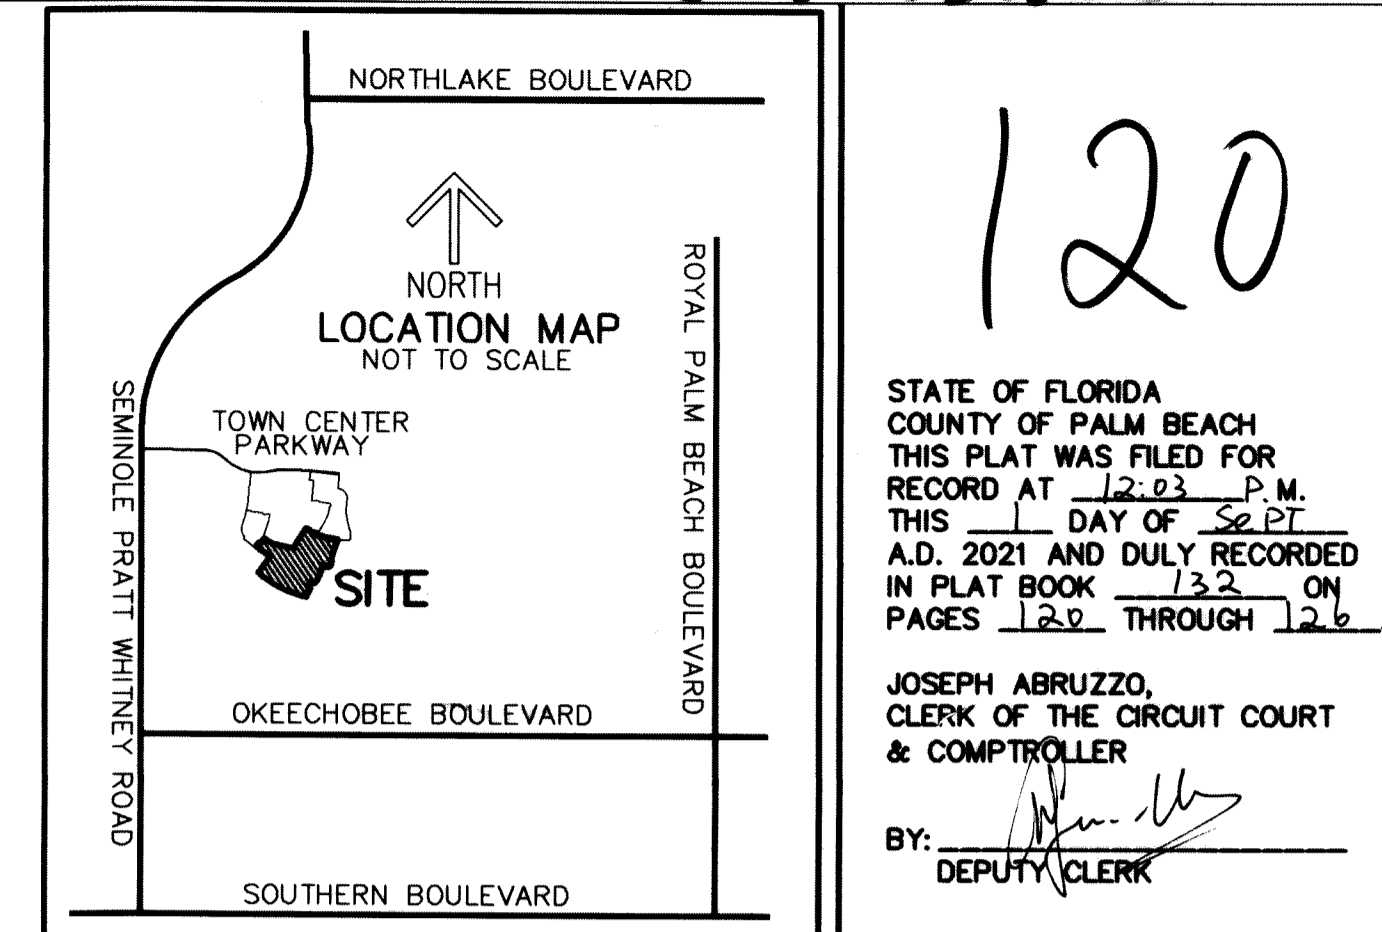 NORTHLAKE BOULEVARD
NORTH
LOCATION MAP
NOT TO SCALE
ROYAL PALM BEACH BOULEVARD
SEMINOLE PRATT WHITNEY ROAD
TOWN CENTER
PARKWAY
SITE
OKEECHOBEE BOULEVARD
SOUTHERN BOULEVARD
120
STATE OF FLORIDA
COUNTY OF PALM BEACH
THIS PLAT WAS FILED FOR
RECORD AT 12:03 P.M.
THIS 1 DAY OF SePT
A.D. 2021 AND DULY RECORDED
IN PLAT BOOK 132 ON
PAGES 120 THROUGH 126
JOSEPH ABRUZZO,
CLERK OF THE CIRCUIT COURT
& COMPTROLLER
BY:
DEPUTY CLERK